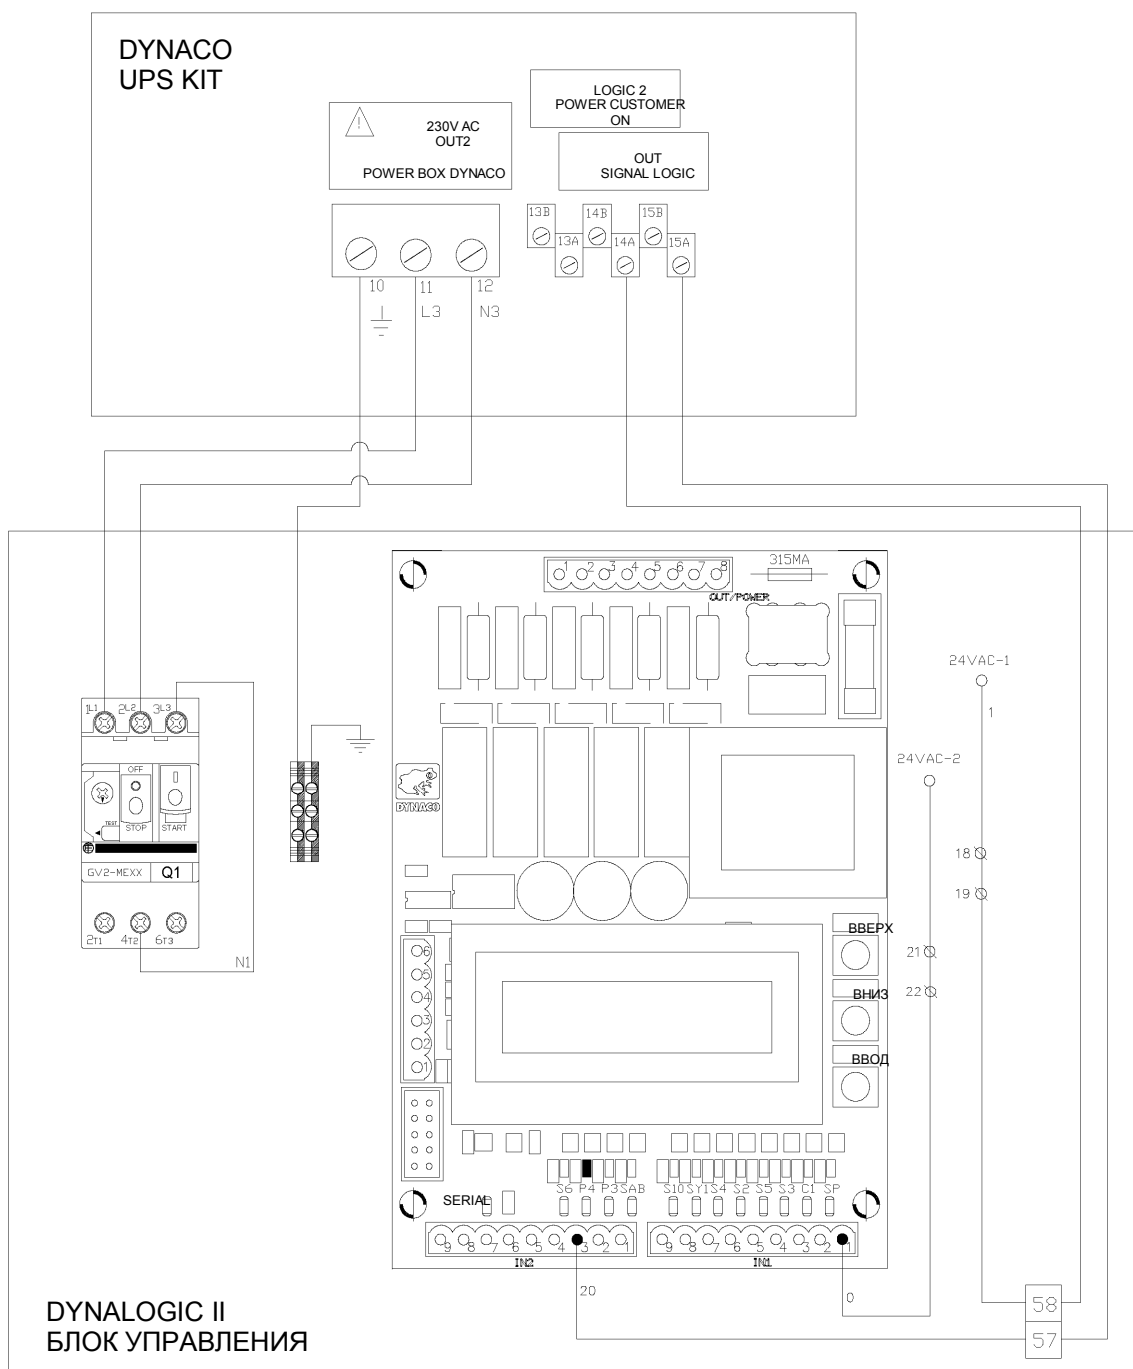 DYNACO
UPS KIT
LOGIC 2
POWER CUSTOMER
ON
230V AC
OUT2
POWER BOX DYNACO
OUT
SIGNAL LOGIC
13B 14B 15B
13A 14A 15A
10 11 12
L3 N3
1 2 3 4 5 6 7 8
315MA
OUT/POWER
24VAC-1
1
1L1 2L2 3L3
24VAC-2
OFF
TEST
STOP START
GV2-MEXX Q1
2T1 4T2 6T3
N1
DYNACO
18
19
ВВЕРХ
21
ВНИЗ
22
ВВОД
6
5
4
3
2
1
S6 P4 P3 SAB S10 SY1 S4 S2 S5 S3 C1 SP
SERIAL
9 8 7 6 5 4 3 2 1
9 8 7 6 5 4 3 2 1
IN2 IN1
20
0
58
57
DYNALOGIC II
БЛОК УПРАВЛЕНИЯ